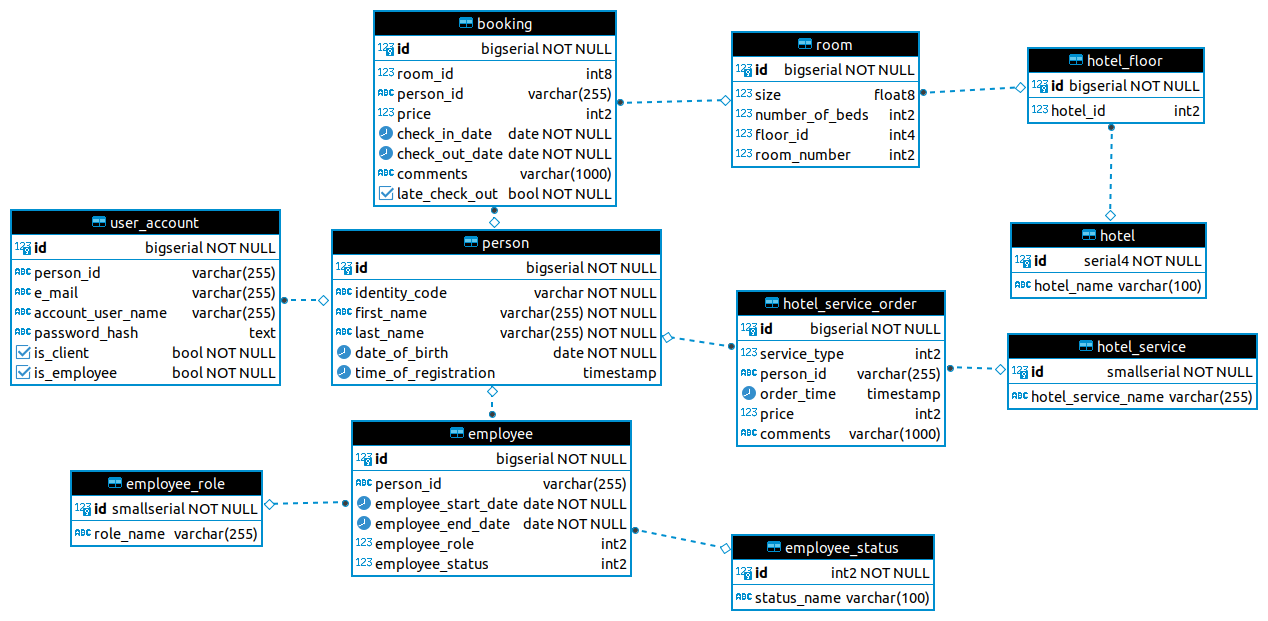 booking
id bigserial NOT NULL
room_id int8
person_id varchar(255)
price int2
check_in_date date NOT NULL
check_out_date date NOT NULL
comments varchar(1000)
late_check_out bool NOT NULL
room
id bigserial NOT NULL
size float8
number_of_beds int2
floor_id int4
room_number int2
hotel_floor
id bigserial NOT NULL
hotel_id int2
user_account
id bigserial NOT NULL
person_id varchar(255)
e_mail varchar(255)
account_user_name varchar(255)
password_hash text
is_client bool NOT NULL
is_employee bool NOT NULL
person
id bigserial NOT NULL
identity_code varchar NOT NULL
first_name varchar(255) NOT NULL
last_name varchar(255) NOT NULL
date_of_birth date NOT NULL
time_of_registration timestamp
hotel
id serial4 NOT NULL
hotel_name varchar(100)
hotel_service_order
id bigserial NOT NULL
service_type int2
person_id varchar(255)
order_time timestamp
price int2
comments varchar(1000)
hotel_service
id smallserial NOT NULL
hotel_service_name varchar(255)
employee_role
id smallserial NOT NULL
role_name varchar(255)
employee
id bigserial NOT NULL
person_id varchar(255)
employee_start_date date NOT NULL
employee_end_date date NOT NULL
employee_role int2
employee_status int2
employee_status
id int2 NOT NULL
status_name varchar(100)